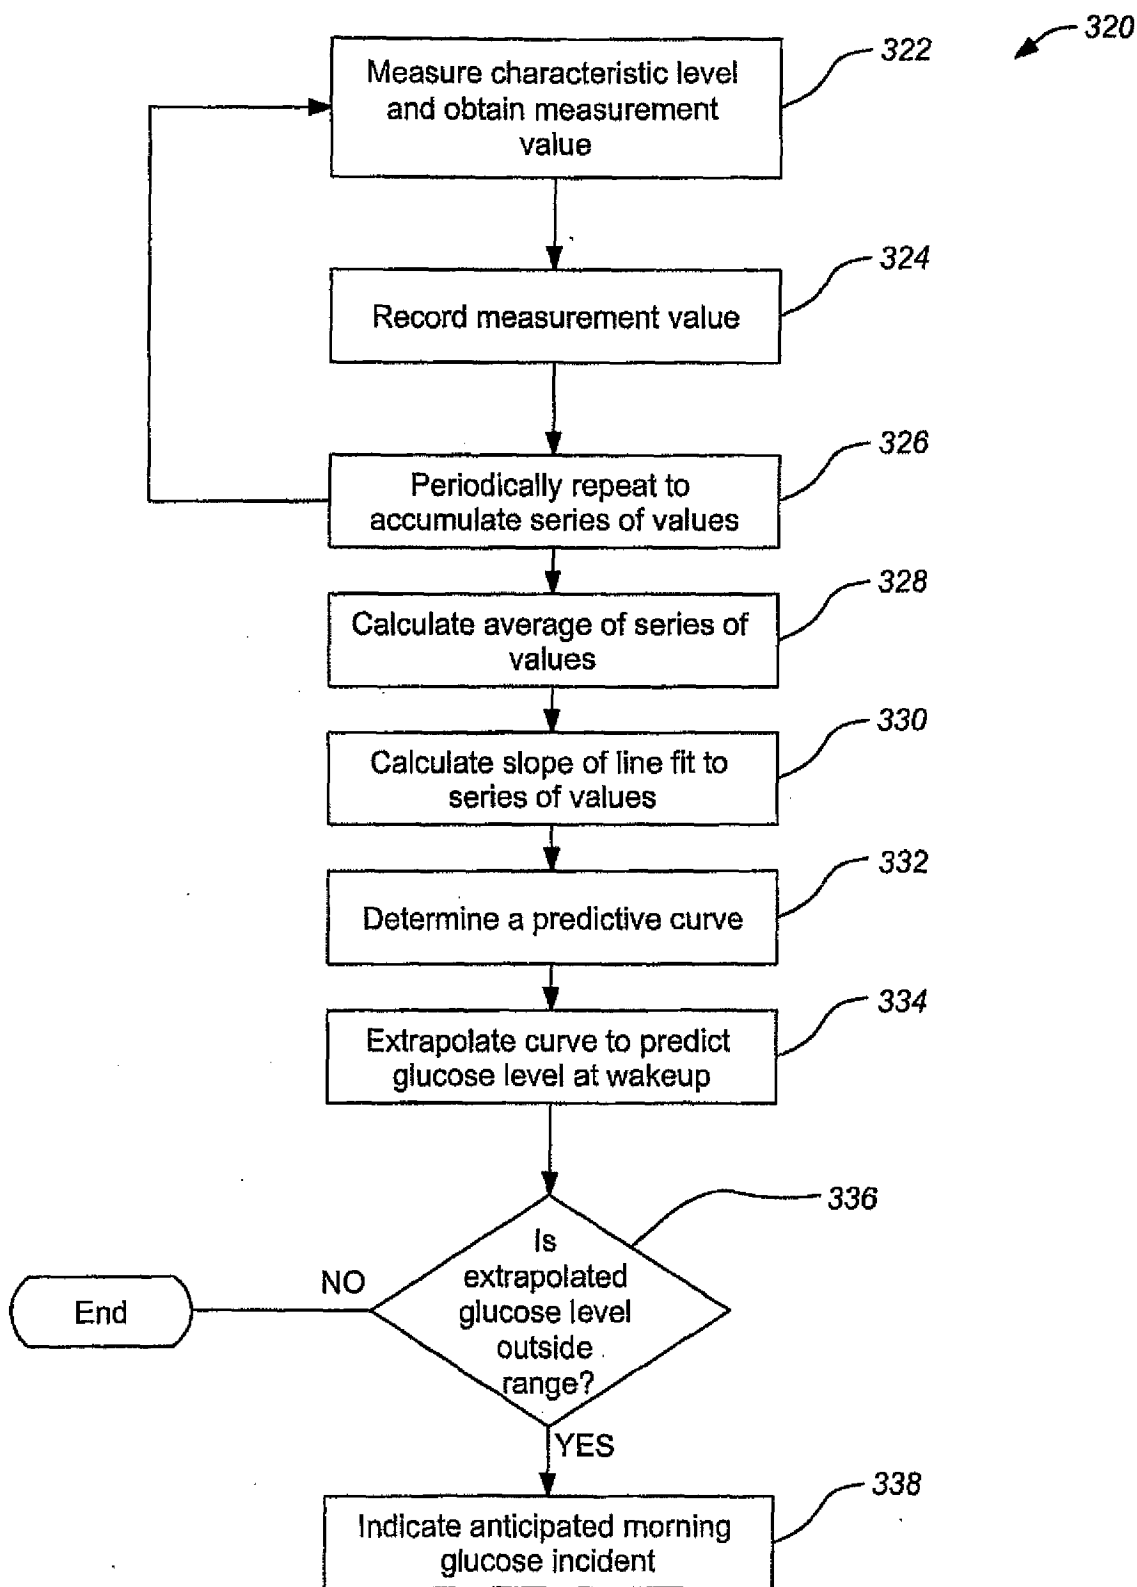 320
Measure characteristic level
and obtain measurement
value
322
Record measurement value
324
Periodically repeat to
accumulate series of values
326
Calculate average of series of
values
328
Calculate slope of line fit to
series of values
330
Determine a predictive curve
332
Extrapolate curve to predict
glucose level at wakeup
334
Is
extrapolated
glucose level
outside
range?
336
NO
End
YES
Indicate anticipated morning
glucose incident
338